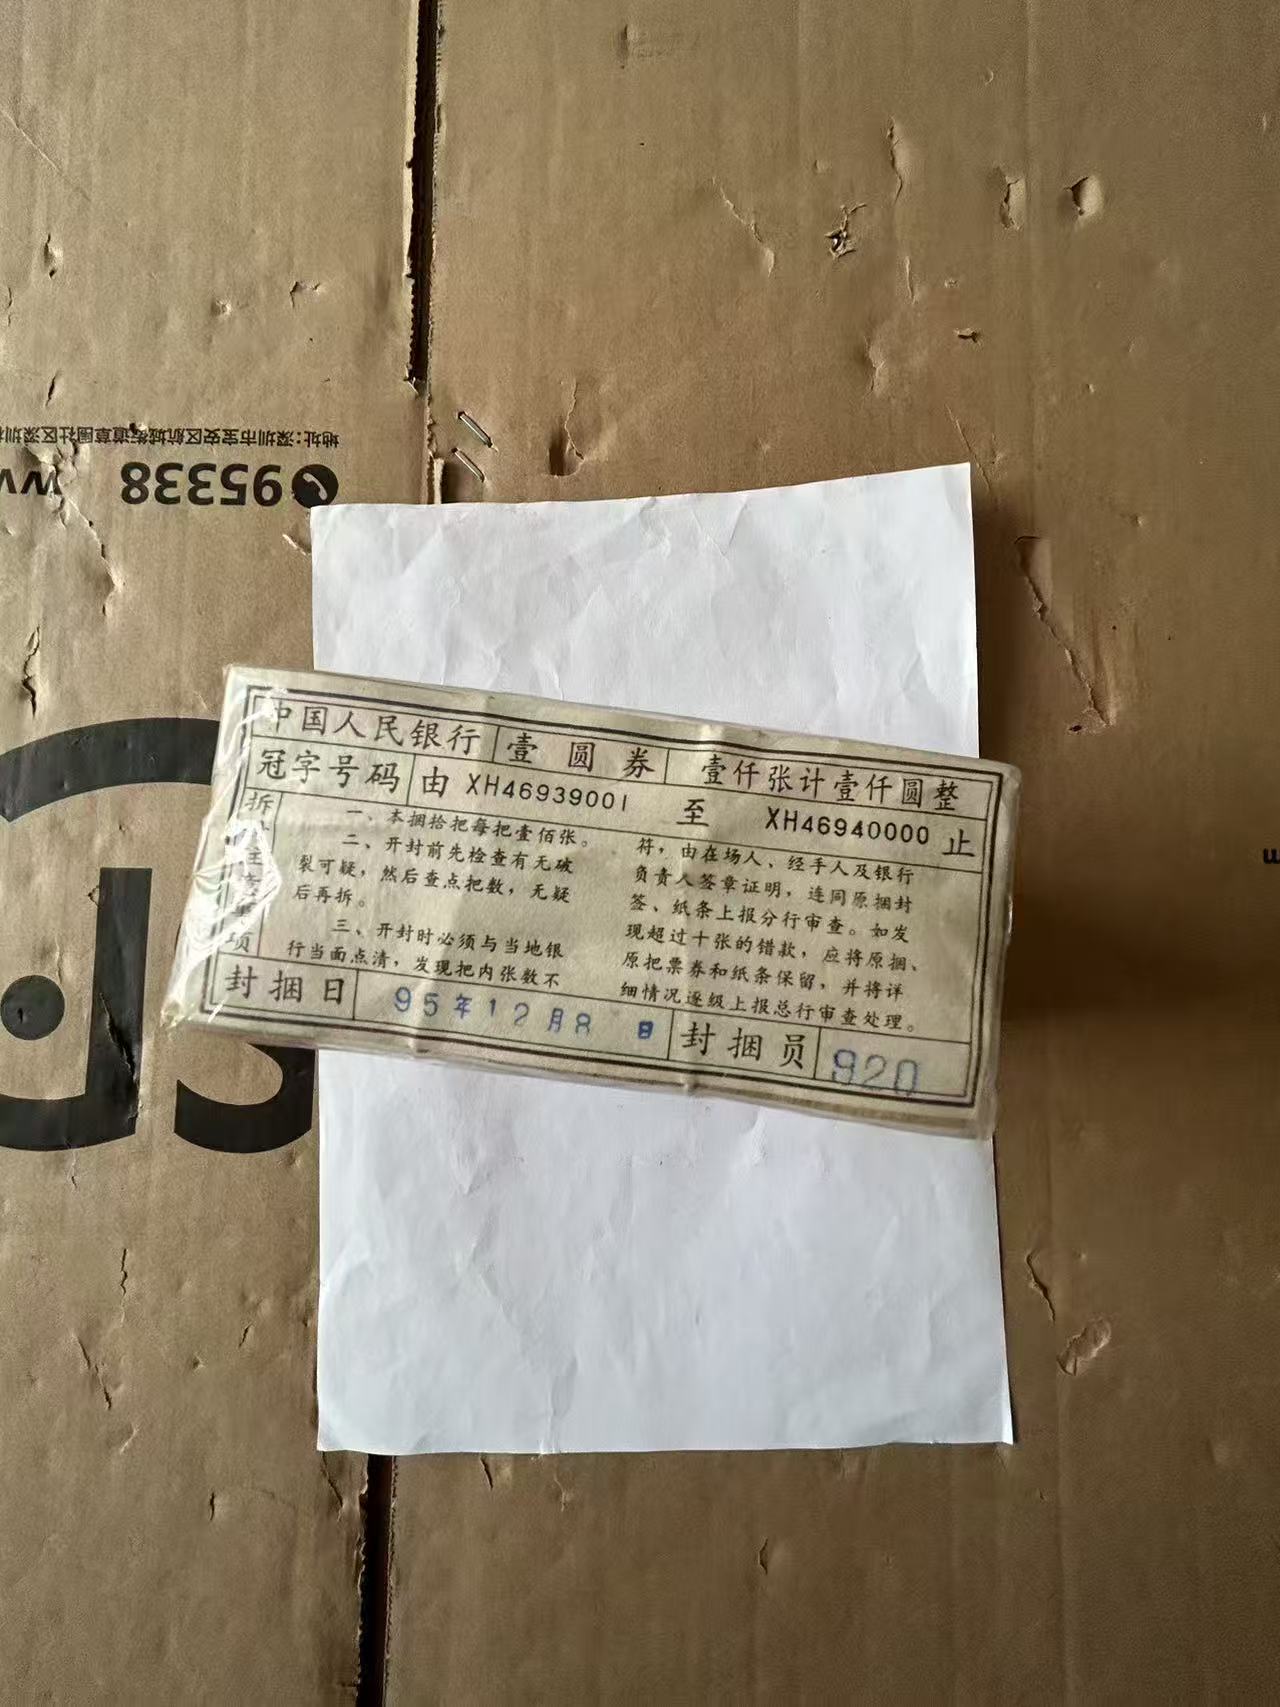 地址:深圳市宝安区航城街道草围社区深圳
95338
中国人民银行 壹圆券 壹仟张计壹仟圆整
冠字号码 由 XH46939001 至 XH46940000 止
拆封注意事项
一、本捆拾把每把壹佰张。
二、开封前先检查有无破
裂可疑，然后查点把数，无疑
后再拆。
三、开封时必须与当地银
行当面点清，发现把内张数不
符，由在场人、经手人及银行
负责人签章证明，连同原捆封
签、纸条上报分行审查。如发
现超过十张的错款，应将原捆、
原把票券和纸条保留，并将详
细情况逐级上报总行审查处理。
封捆日 95年12月8日 封捆员 920